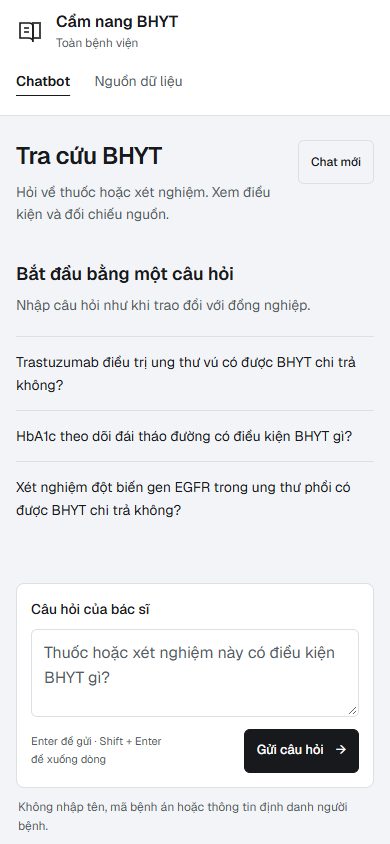 Cẩm nang BHYT
Toàn bệnh viện
Chatbot
Nguồn dữ liệu
Tra cứu BHYT
Chat mới
Hỏi về thuốc hoặc xét nghiệm. Xem điều
kiện và đối chiếu nguồn.
Bắt đầu bằng một câu hỏi
Nhập câu hỏi như khi trao đổi với đồng nghiệp.
Trastuzumab điều trị ung thư vú có được BHYT chi trả
không?
HbA1c theo dõi đái tháo đường có điều kiện BHYT gì?
Xét nghiệm đột biến gen EGFR trong ung thư phổi có
được BHYT chi trả không?
Câu hỏi của bác sĩ
Thuốc hoặc xét nghiệm này có điều kiện
BHYT gì?
Enter để gửi · Shift + Enter
để xuống dòng
Gửi câu hỏi →
Không nhập tên, mã bệnh án hoặc thông tin định danh người
bệnh.